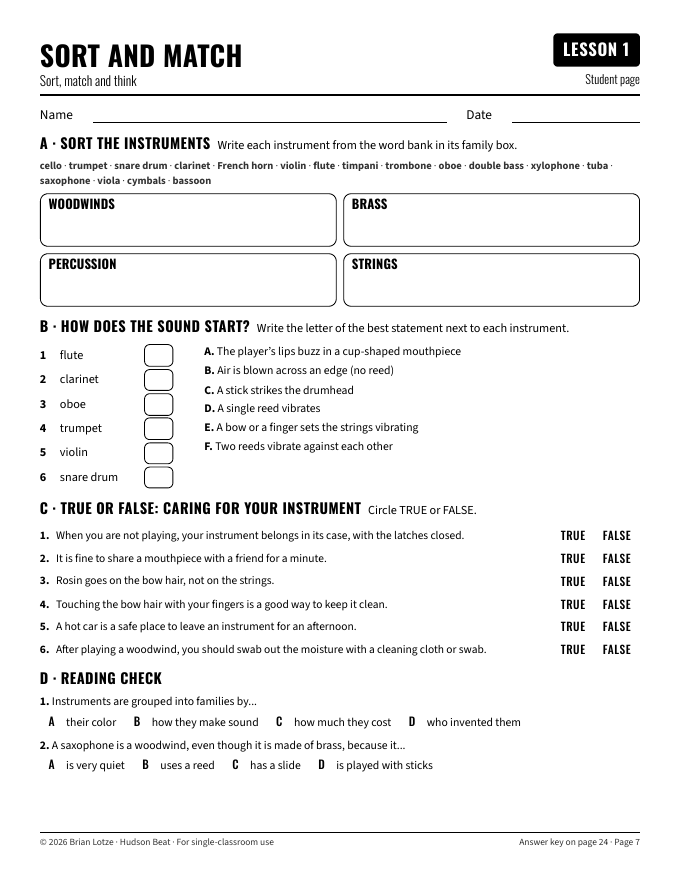 SORT AND MATCH
LESSON 1
Sort, match and think
Student page
Name
Date
A · SORT THE INSTRUMENTS Write each instrument from the word bank in its family box.
cello · trumpet · snare drum · clarinet · French horn · violin · flute · timpani · trombone · oboe · double bass · xylophone · tuba ·
saxophone · viola · cymbals · bassoon
WOODWINDS
BRASS
PERCUSSION
STRINGS
B · HOW DOES THE SOUND START? Write the letter of the best statement next to each instrument.
1 flute
2 clarinet
3 oboe
4 trumpet
5 violin
6 snare drum
A. The player’s lips buzz in a cup-shaped mouthpiece
B. Air is blown across an edge (no reed)
C. A stick strikes the drumhead
D. A single reed vibrates
E. A bow or a finger sets the strings vibrating
F. Two reeds vibrate against each other
C · TRUE OR FALSE: CARING FOR YOUR INSTRUMENT Circle TRUE or FALSE.
1. When you are not playing, your instrument belongs in its case, with the latches closed. TRUE FALSE
2. It is fine to share a mouthpiece with a friend for a minute. TRUE FALSE
3. Rosin goes on the bow hair, not on the strings. TRUE FALSE
4. Touching the bow hair with your fingers is a good way to keep it clean. TRUE FALSE
5. A hot car is a safe place to leave an instrument for an afternoon. TRUE FALSE
6. After playing a woodwind, you should swab out the moisture with a cleaning cloth or swab. TRUE FALSE
D · READING CHECK
1. Instruments are grouped into families by...
A their color B how they make sound C how much they cost D who invented them
2. A saxophone is a woodwind, even though it is made of brass, because it...
A is very quiet B uses a reed C has a slide D is played with sticks
© 2026 Brian Lotze · Hudson Beat · For single-classroom use
Answer key on page 24 · Page 7